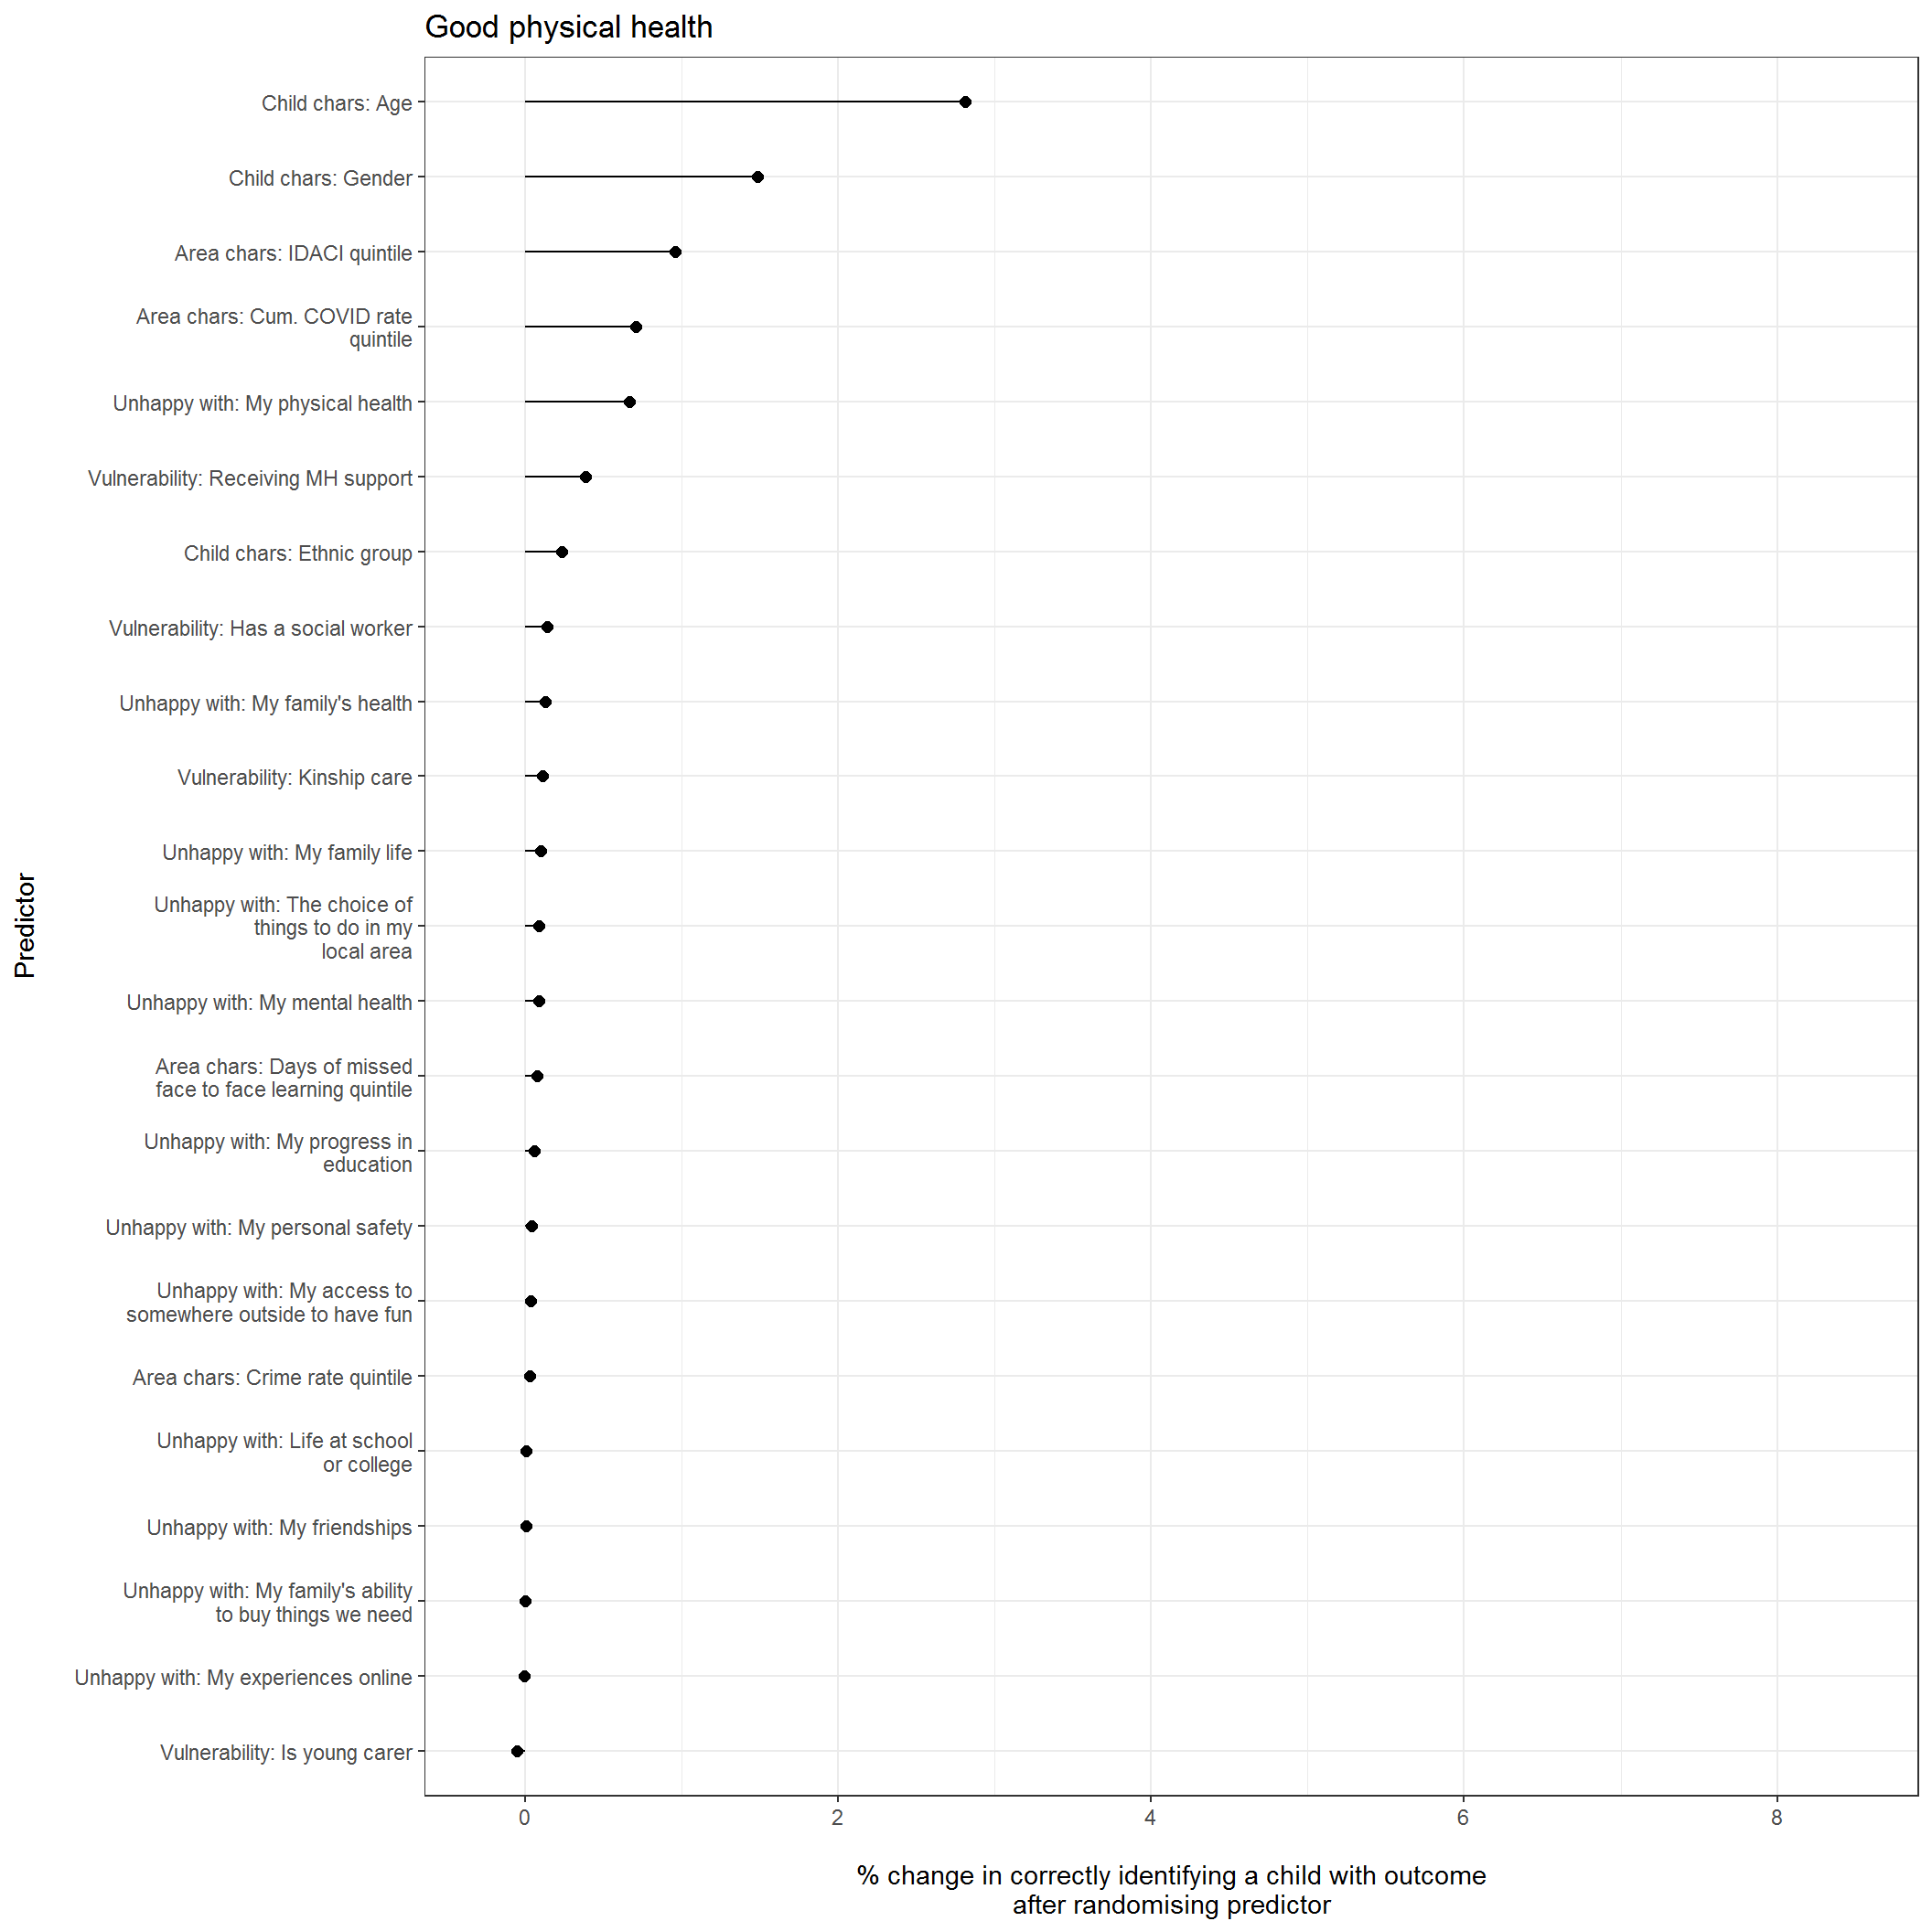 Good physical health
Child chars: Age
Child chars: Gender
Area chars: IDACI quintile
Area chars: Cum. COVID rate
quintile
Unhappy with: My physical health
Vulnerability: Receiving MH support
Child chars: Ethnic group
Vulnerability: Has a social worker
Unhappy with: My family's health
Vulnerability: Kinship care
Unhappy with: My family life
Unhappy with: The choice of
things to do in my
local area
Unhappy with: My mental health
Area chars: Days of missed
face to face learning quintile
Unhappy with: My progress in
education
Unhappy with: My personal safety
Unhappy with: My access to
somewhere outside to have fun
Area chars: Crime rate quintile
Unhappy with: Life at school
or college
Unhappy with: My friendships
Unhappy with: My family's ability
to buy things we need
Unhappy with: My experiences online
Vulnerability: Is young carer
Predictor
0 2 4 6 8
% change in correctly identifying a child with outcome
after randomising predictor